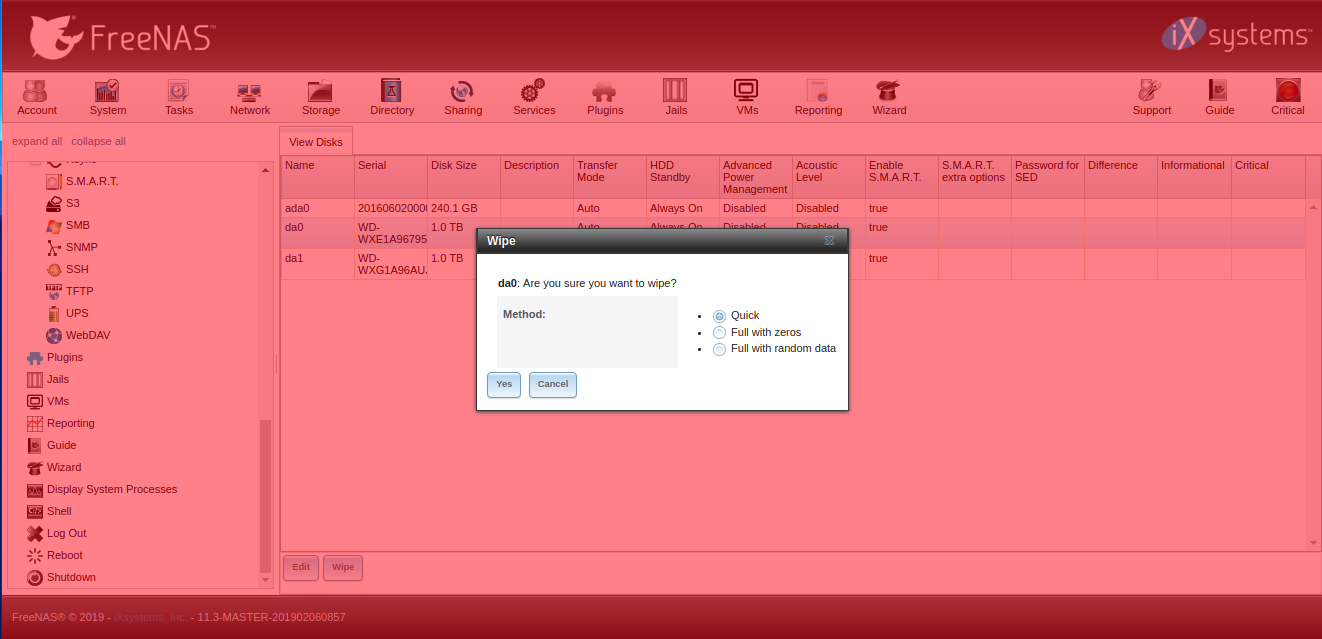 FreeNAS™
iXsystems™
Account System Tasks Network Storage Directory Sharing Services Plugins Jails VMs Reporting Wizard Support Guide Critical
expand all collapse all
S.M.A.R.T.
S3
SMB
SNMP
SSH
TFTP
UPS
WebDAV
Plugins
Jails
VMs
Reporting
Guide
Wizard
Display System Processes
Shell
Log Out
Reboot
Shutdown
View Disks
Name Serial Disk Size Description Transfer HDD Advanced Acoustic Enable S.M.A.R.T. Password for Difference Informational Critical
Mode Standby Power Level S.M.A.R.T. extra options SED
Management
ada0 201606020000 240.1 GB Auto Always On Disabled Disabled true
da0 WD- 1.0 TB Auto Always On Disabled Disabled true
WXE1A96795
da1 WD- 1.0 TB true
WXG1A96AU
Wipe
da0: Are you sure you want to wipe?
Method:
• Quick
• Full with zeros
• Full with random data
Yes Cancel
Edit Wipe
FreeNAS® © 2019 - iXsystems, Inc. - 11.3-MASTER-201902060857